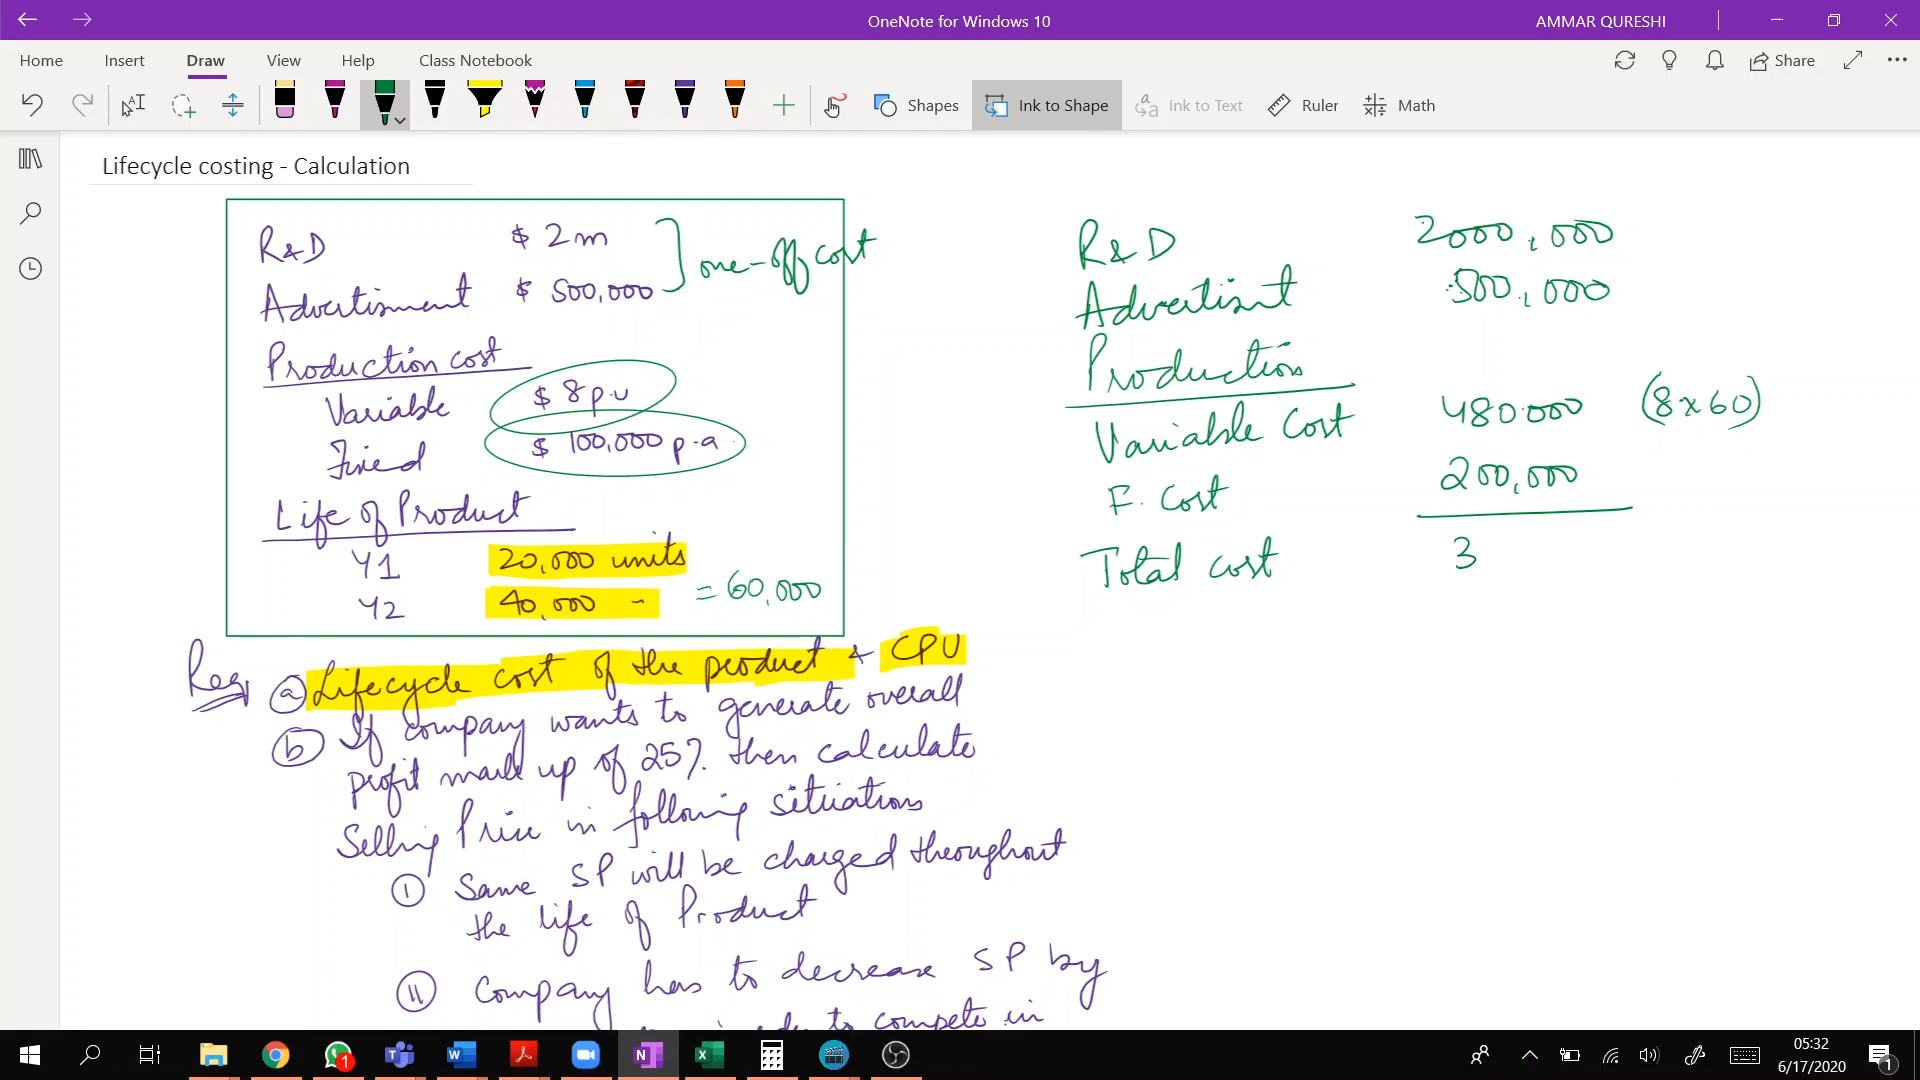 OneNote for Windows 10
AMMAR QURESHI
Home Insert Draw View Help Class Notebook
Share
Shapes Ink to Shape Ink to Text Ruler Math
Lifecycle costing - Calculation
R&D $ 2m
Advertisment $ 500,000
one-off cost
Production cost
Variable $ 8 p.u
Fixed $ 100,000 p.a
Life of Product
Y1 20,000 units
Y2 40,000 -
= 60,000
Req a Lifecycle cost of the product + CPU
b If company wants to generate overall
profit mark up of 25% then calculate
Selling Price in following situations
I Same SP will be charged throughout
the life of Product
II Company has to decrease SP by
to compete in
R&D 2000,000
Advertismt 500,000
Production
Variable Cost 480,000 (8x60)
F. Cost 200,000
Total cost 3
05:32
6/17/2020
1
1